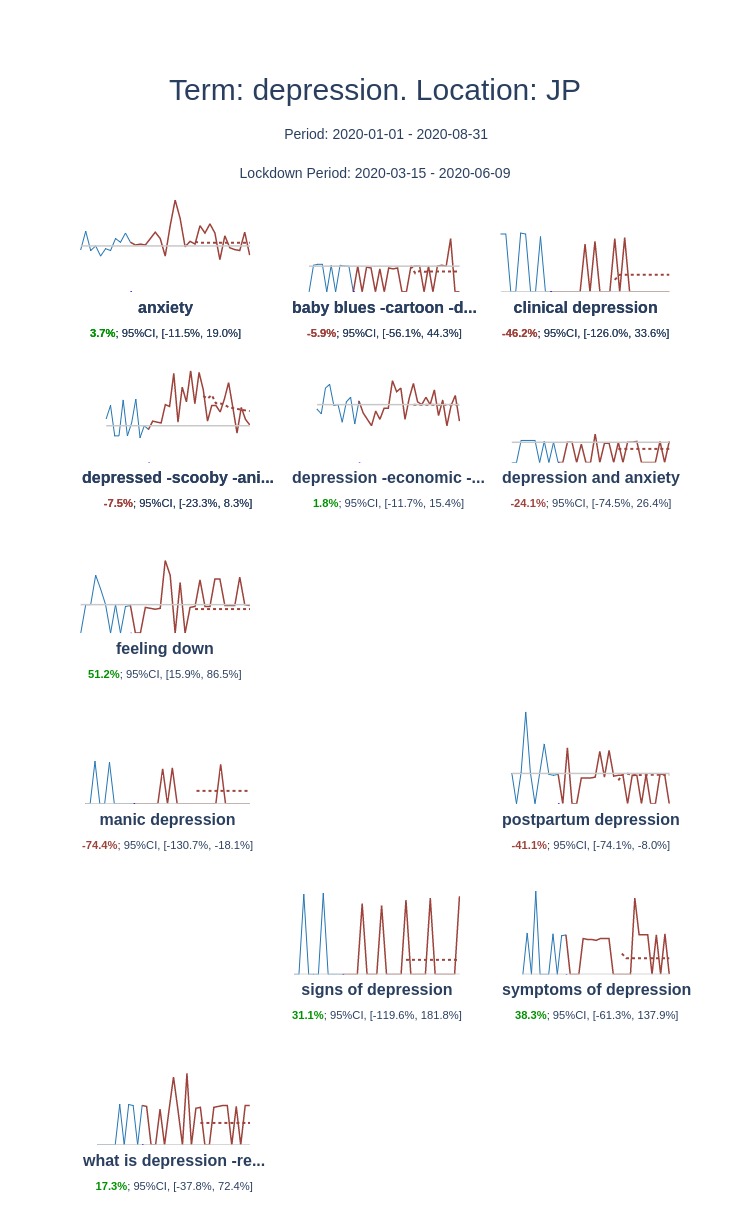 Term: depression. Location: JP
Period: 2020-01-01 - 2020-08-31
Lockdown Period: 2020-03-15 - 2020-06-09
anxiety
3.7%; 95%CI, [-11.5%, 19.0%]
baby blues -cartoon -d...
-5.9%; 95%CI, [-56.1%, 44.3%]
clinical depression
-46.2%; 95%CI, [-126.0%, 33.6%]
depressed -scooby -ani...
-7.5%; 95%CI, [-23.3%, 8.3%]
depression -economic -...
1.8%; 95%CI, [-11.7%, 15.4%]
depression and anxiety
-24.1%; 95%CI, [-74.5%, 26.4%]
feeling down
51.2%; 95%CI, [15.9%, 86.5%]
manic depression
-74.4%; 95%CI, [-130.7%, -18.1%]
postpartum depression
-41.1%; 95%CI, [-74.1%, -8.0%]
signs of depression
31.1%; 95%CI, [-119.6%, 181.8%]
symptoms of depression
38.3%; 95%CI, [-61.3%, 137.9%]
what is depression -re...
17.3%; 95%CI, [-37.8%, 72.4%]